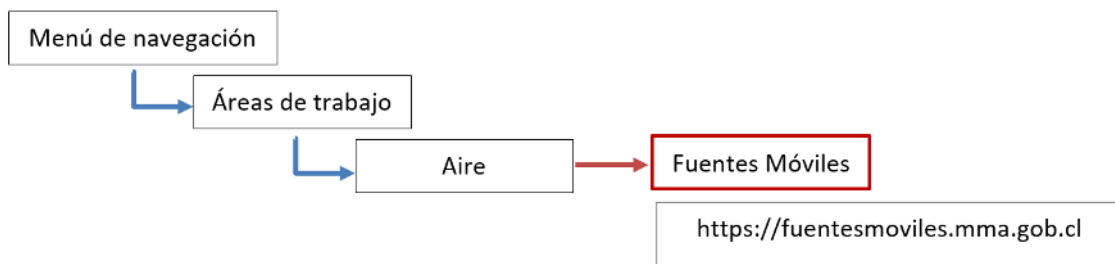 Menú de navegación
Áreas de trabajo
Aire
Fuentes Móviles
https://fuentesmoviles.mma.gob.cl